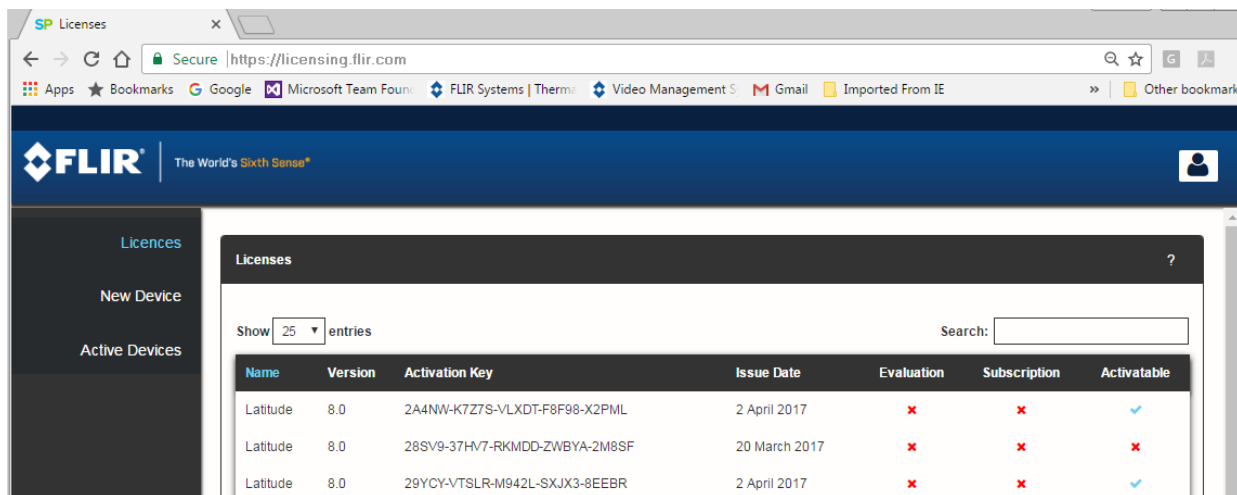 SP Licenses
Secure https://licensing.flir.com
Apps Bookmarks G Google Microsoft Team Foun FLIR Systems | Therma Video Management S M Gmail Imported From IE » Other bookmark
FLIR® The World's Sixth Sense®
Licences
New Device
Active Devices
Licenses ?
Show 25 entries Search:
Name Version Activation Key Issue Date Evaluation Subscription Activatable
Latitude 8.0 2A4NW-K7Z7S-VLXDT-F8F98-X2PML 2 April 2017
Latitude 8.0 28SV9-37HV7-RKMDD-ZWBYA-2M8SF 20 March 2017
Latitude 8.0 29YCY-VTSLR-M942L-SXJX3-8EEBR 2 April 2017